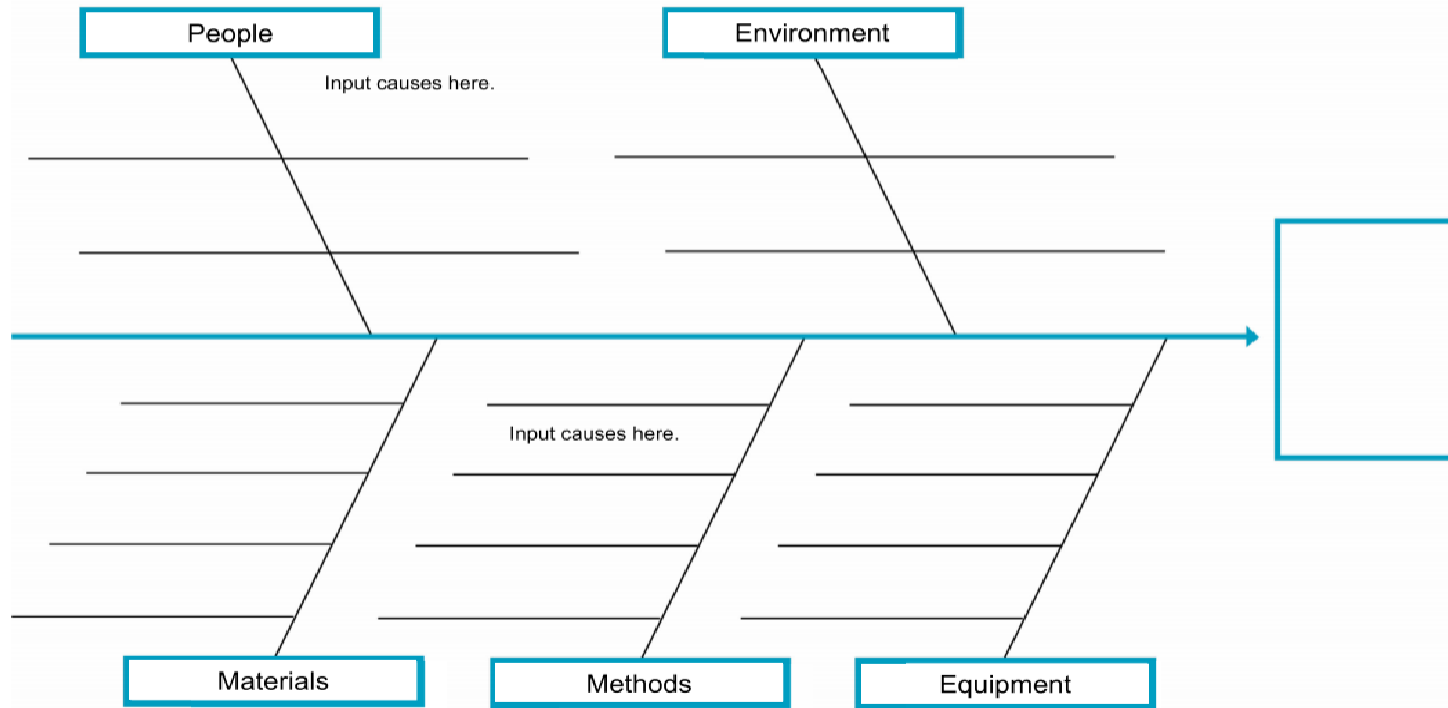 People
Environment
Input causes here.
Input causes here.
Materials
Methods
Equipment